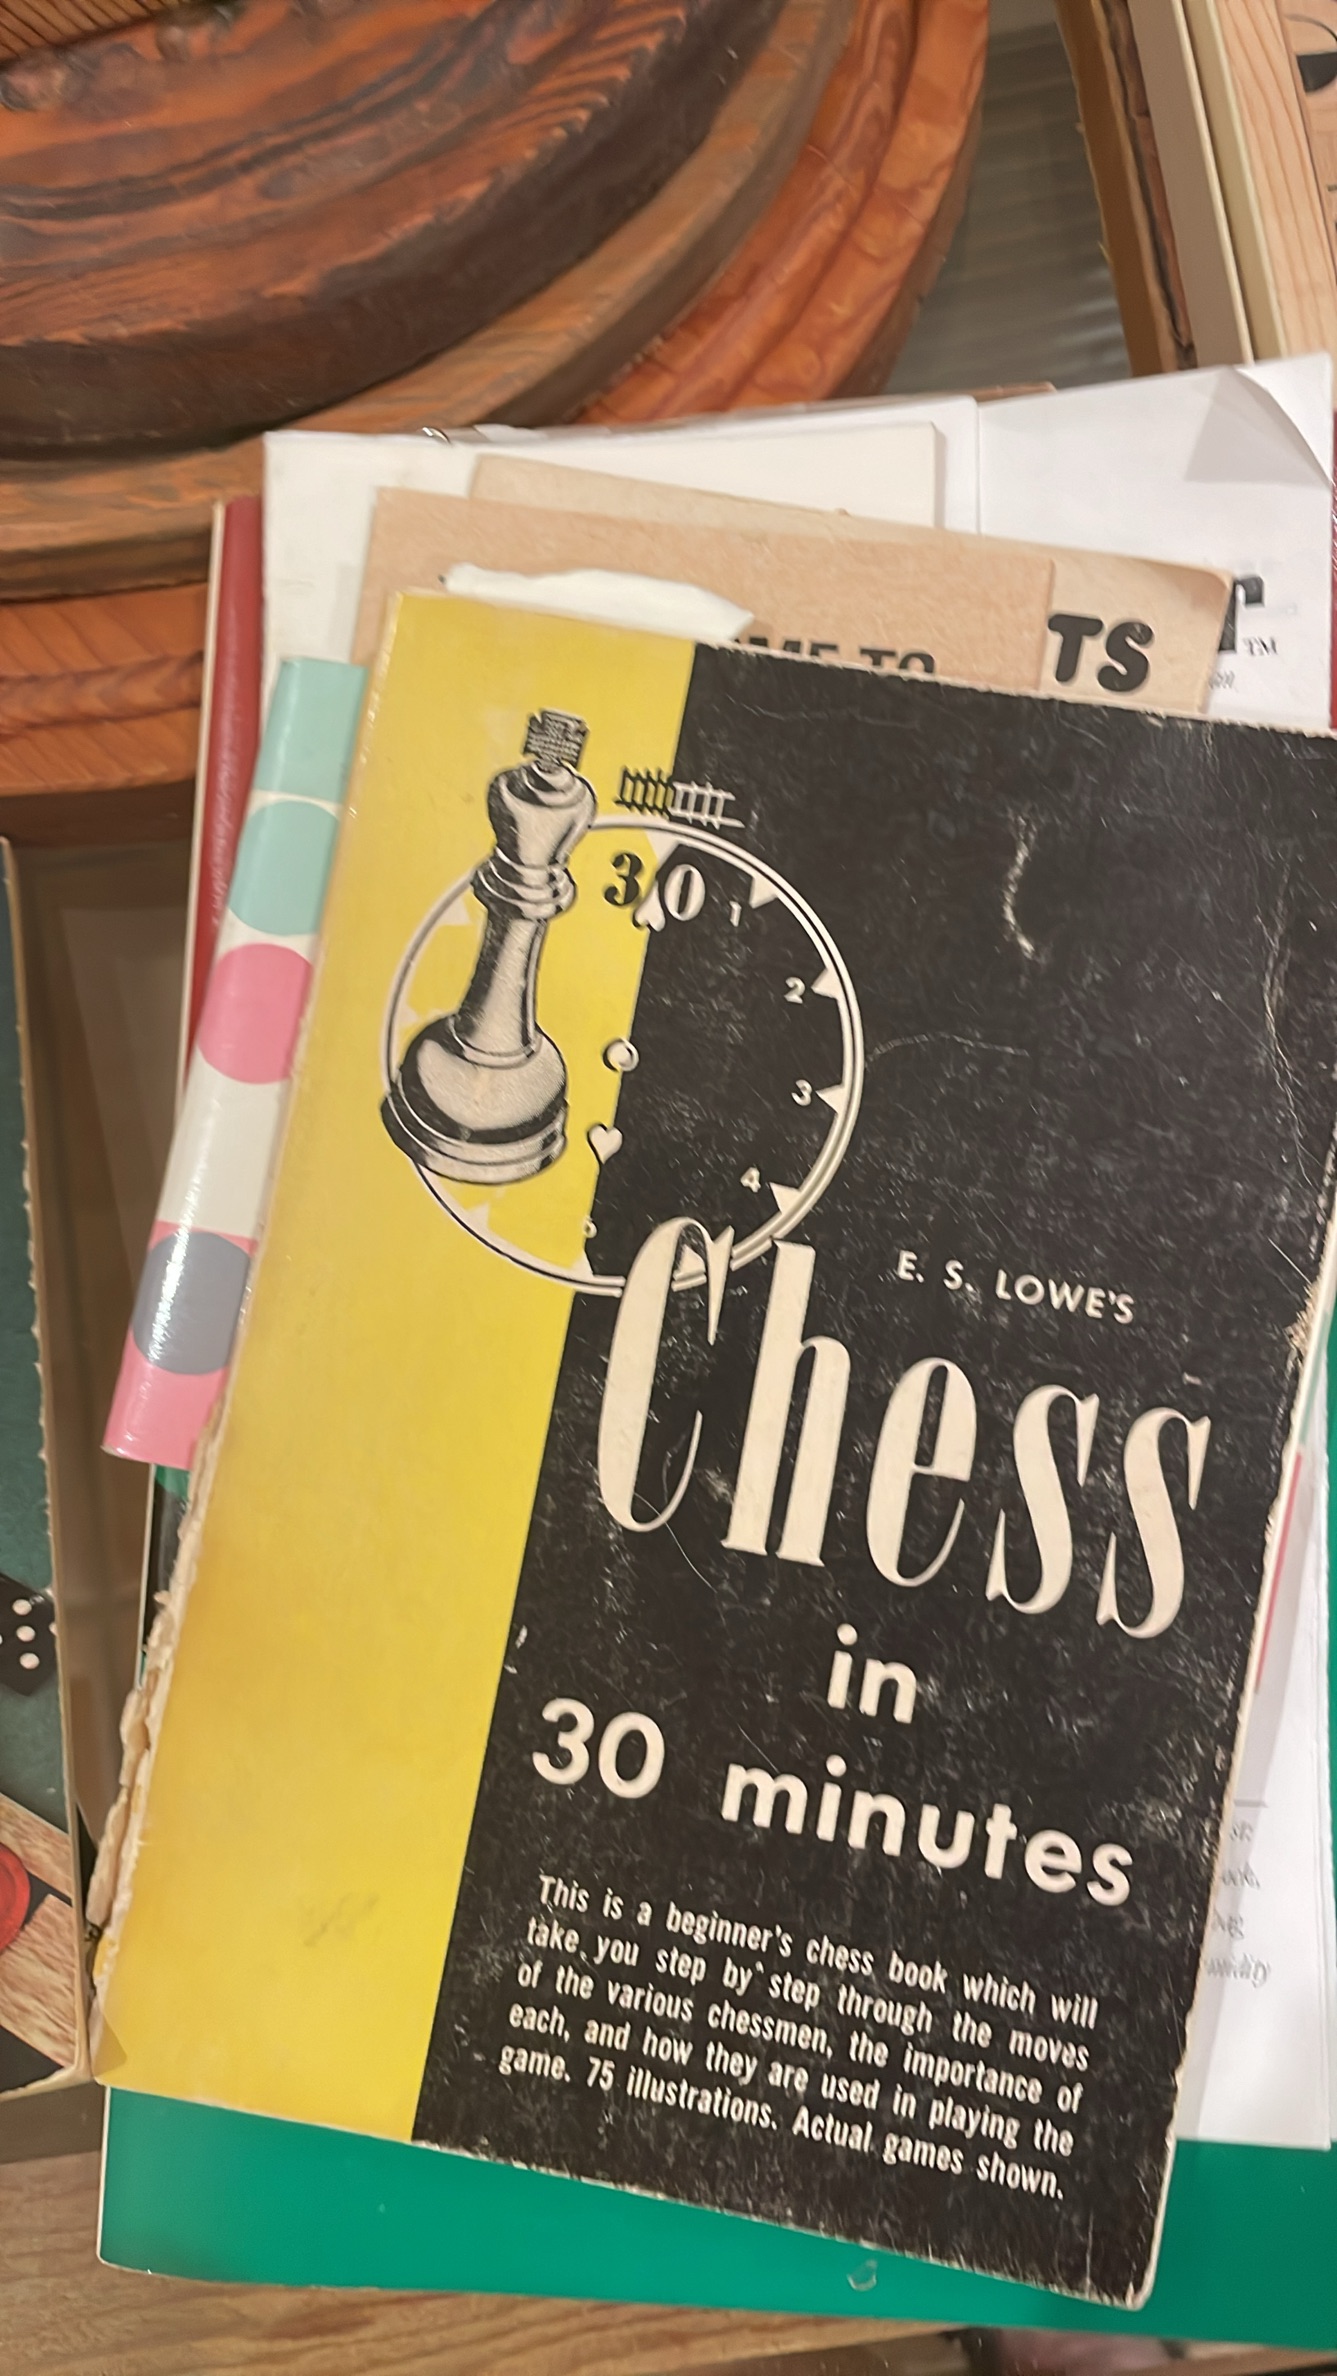 TS
TO
TM
30
1
2
3
4
E. S. LOWE'S
Chess
in
30 minutes
This is a beginner's chess book which will
take you step by step through the moves
of the various chessmen, the importance of
each, and how they are used in playing the
game. 75 illustrations. Actual games shown.